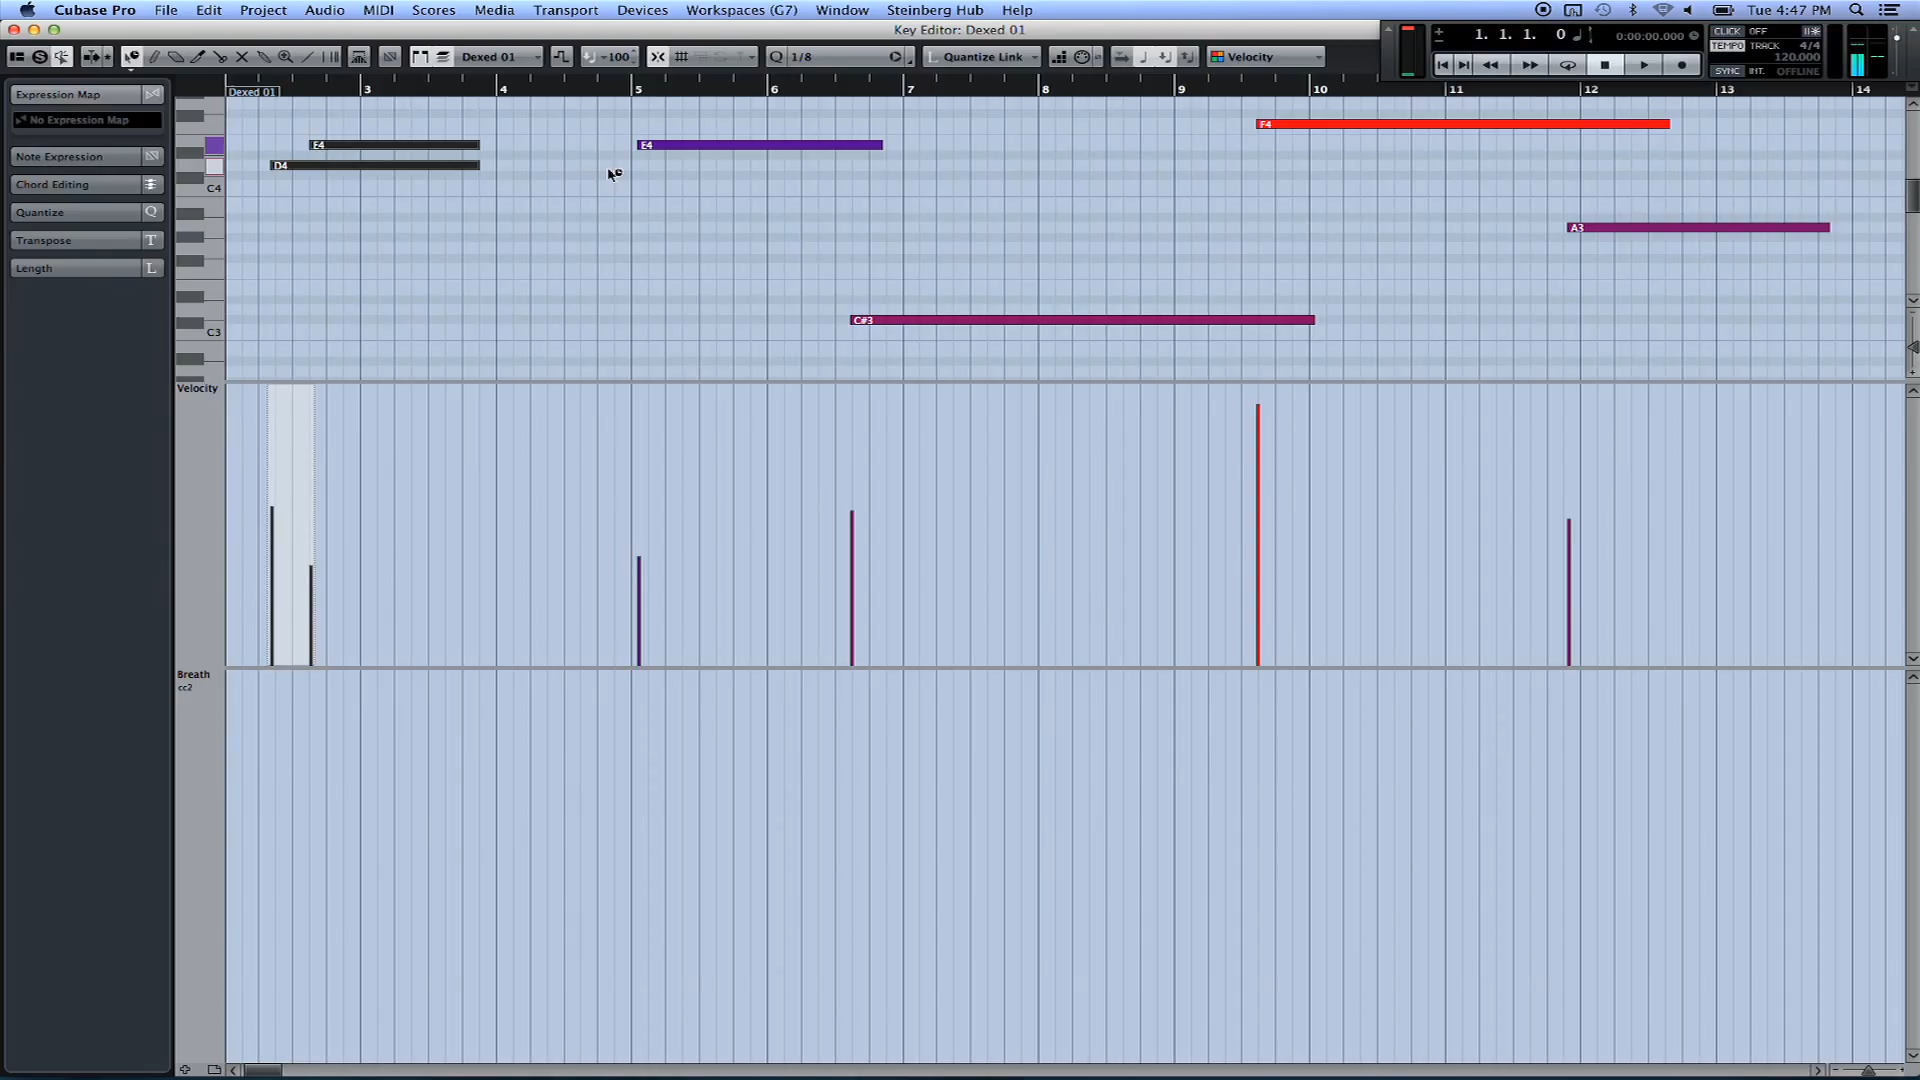 Cubase Pro File Edit Project Audio MIDI Scores Media Transport Devices Workspaces (G7) Window Steinberg Hub Help Tue 4:47 PM
Key Editor: Dexed 01
1. 1. 1. 0 0:00:00.000
CLICK OFF
TEMPO TRACK 4/4
120.000
SYNC INT. OFFLINE
Dexed 01 100 Q 1/8 Quantize Link Velocity
Dexed 01 3 4 5 6 7 8 9 10 11 12 13 14
Expression Map
No Expression Map
Note Expression
Chord Editing
Quantize Q
Transpose T
Length L
F4
E4 E4
D4
C4
A3
C#3
C3
Velocity
Breath
cc2